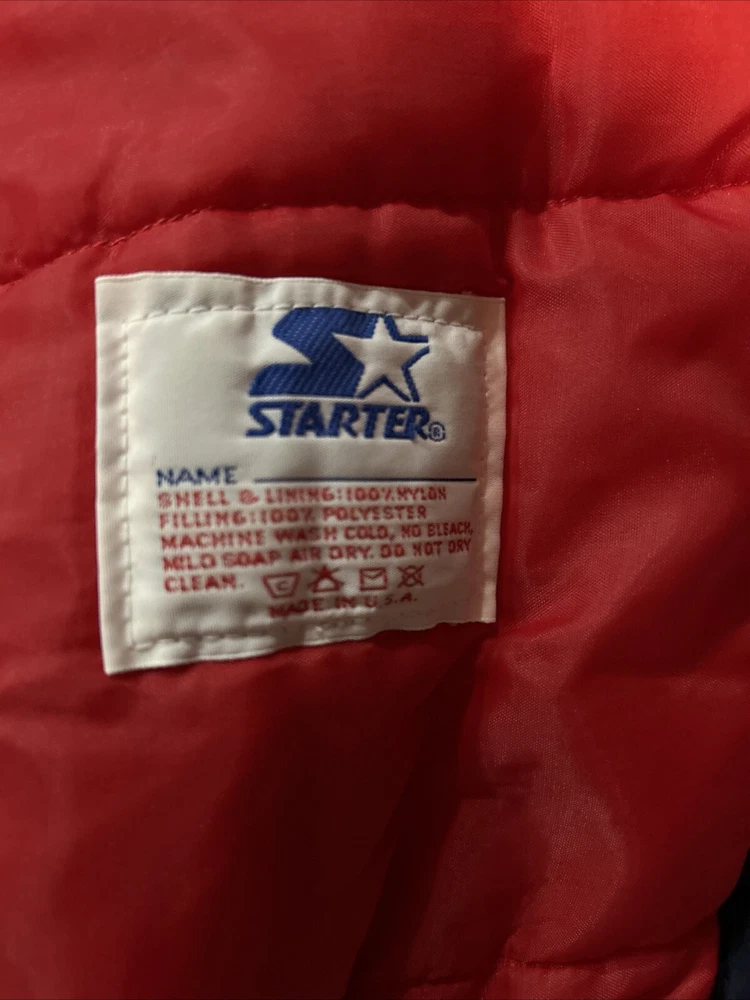 STARTER®
NAME
SHELL & LINING:100%NYLON
FILLING:100% POLYESTER
MACHINE WASH COLD, NO BLEACH,
MILD SOAP AIR DRY. DO NOT DRY
CLEAN. C
MADE IN U.S.A.